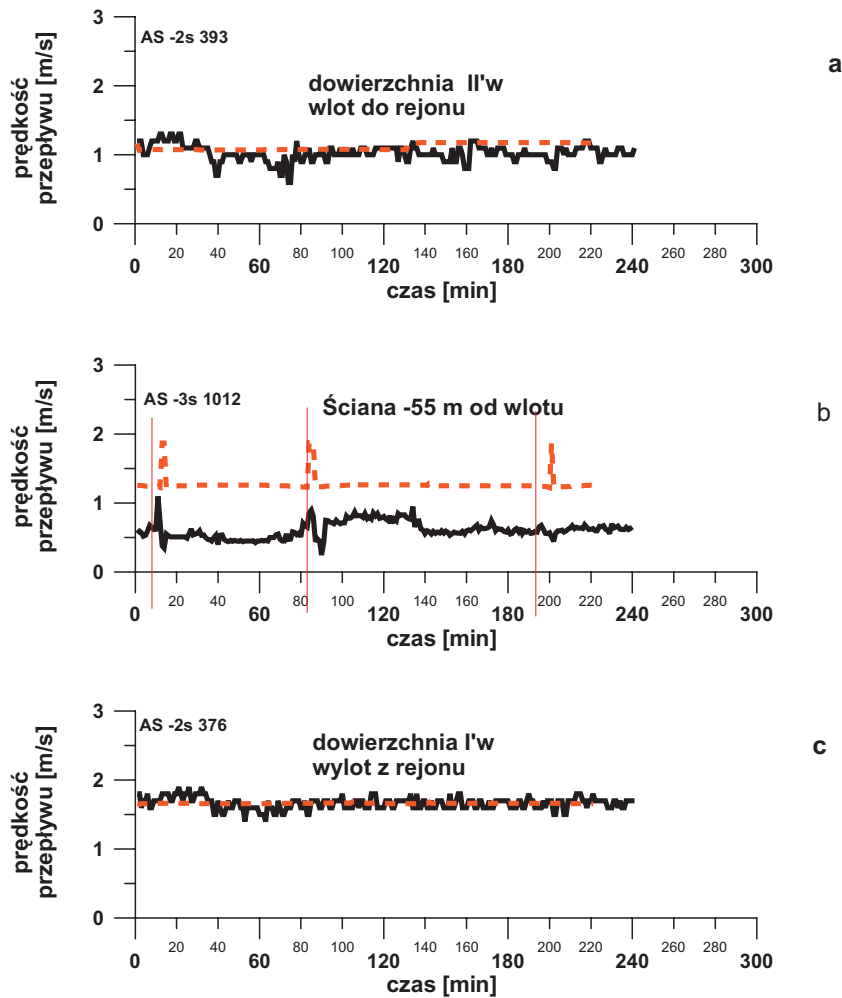 3
AS -2s 393
a
dowierzchnia II'w
2
wlot do rejonu
prędkość
przepływu [m/s]
1
0
20 40 80 100 140 160 200 220 260 280
0 60 120 180 240 300
czas [min]
3
AS -3s 1012
Ściana -55 m od wlotu
b
2
prędkość
przepływu [m/s]
1
0
20 40 80 100 140 160 200 220 260 280
0 60 120 180 240 300
czas [min]
3
AS -2s 376
dowierzchnia I'w
c
wylot z rejonu
2
prędkość
przepływu [m/s]
1
0
20 40 80 100 140 160 200 220 260 280
0 60 120 180 240 300
czas [min]